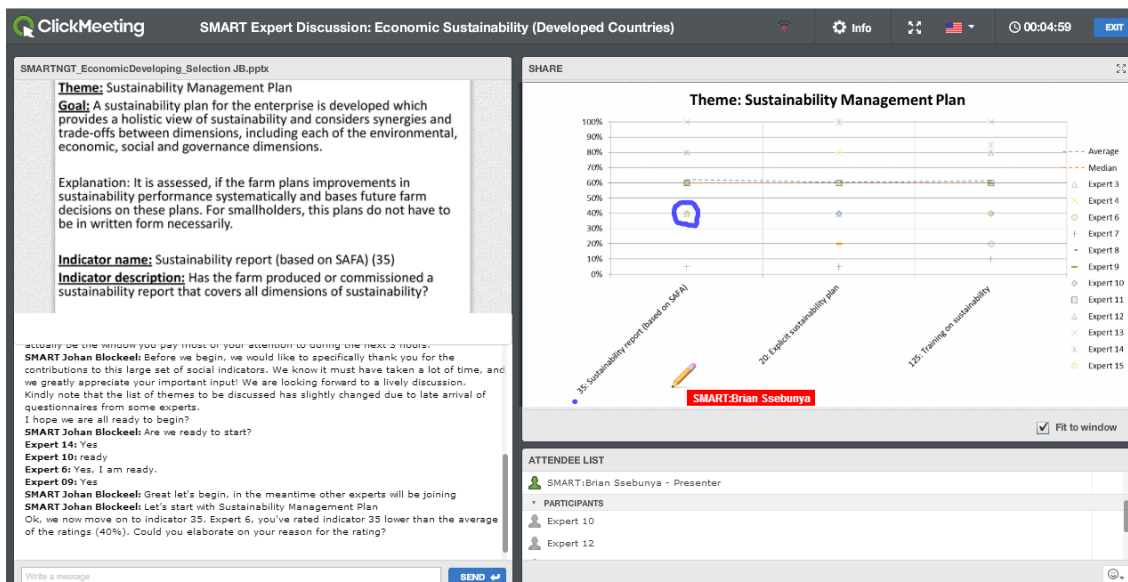 ClickMeeting
SMART Expert Discussion: Economic Sustainability (Developed Countries)
Info
00:04:59
EXIT
SMARTNGT_EconomicDeveloping_Selection JB.pptx
Theme: Sustainability Management Plan
Goal: A sustainability plan for the enterprise is developed which
provides a holistic view of sustainability and considers synergies and
trade-offs between dimensions, including each of the environmental,
economic, social and governance dimensions.
Explanation: It is assessed, if the farm plans improvements in
sustainability performance systematically and bases future farm
decisions on these plans. For smallholders, this plans do not have to
be in written form necessarily.
Indicator name: Sustainability report (based on SAFA) (35)
Indicator description: Has the farm produced or commissioned a
sustainability report that covers all dimensions of sustainability?
actually be the window you pay most of your attention to during the next 3 hours.
SMART Johan Blockeel: Before we begin, we would like to specifically thank you for the
contributions to this large set of social indicators. We know it must have taken a lot of time, and
we greatly appreciate your important input! We are looking forward to a lively discussion.
Kindly note that the list of themes to be discussed has slightly changed due to late arrival of
questionnaires from some experts.
I hope we are all ready to begin?
SMART Johan Blockeel: Are we ready to start?
Expert 14: Yes
Expert 10: ready
Expert 6: Yes, I am ready.
Expert 09: Yes
SMART Johan Blockeel: Great let's begin, in the meantime other experts will be joining
SMART Johan Blockeel: Let's start with Sustainability Management Plan
Ok, we now move on to indicator 35. Expert 6, you've rated indicator 35 lower than the average
of the ratings (40%). Could you elaborate on your reason for the rating?
Write a message
SEND
SHARE
Theme: Sustainability Management Plan
100%
90%
80%
70%
60%
50%
40%
30%
20%
10%
0%
35: Sustainability report (based on SAFA)
20: Explicit sustainability plan
125: Training on sustainability
Average
Median
Expert 3
Expert 4
Expert 6
Expert 7
Expert 8
Expert 9
Expert 10
Expert 11
Expert 12
Expert 13
Expert 14
Expert 15
SMART:Brian Ssebunya
Fit to window
ATTENDEE LIST
SMART:Brian Ssebunya - Presenter
PARTICIPANTS
Expert 10
Expert 12